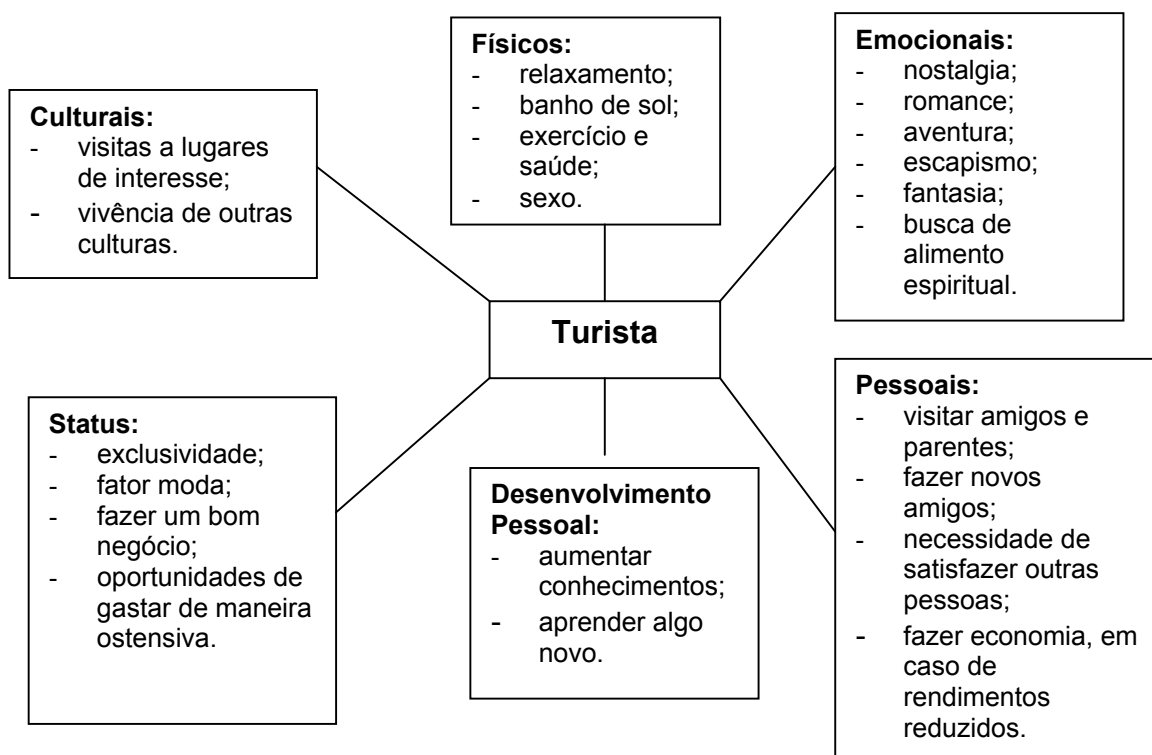 Físicos:
- relaxamento;
- banho de sol;
- exercício e
saúde;
- sexo.
Emocionais:
- nostalgia;
- romance;
- aventura;
- escapismo;
- fantasia;
- busca de
alimento
espiritual.
Culturais:
- visitas a lugares
de interesse;
- vivência de outras
culturas.
Turista
Status:
- exclusividade;
- fator moda;
- fazer um bom
negócio;
- oportunidades de
gastar de maneira
ostensiva.
Desenvolvimento
Pessoal:
- aumentar
conhecimentos;
- aprender algo
novo.
Pessoais:
- visitar amigos e
parentes;
- fazer novos
amigos;
- necessidade de
satisfazer outras
pessoas;
- fazer economia, em
caso de
rendimentos
reduzidos.